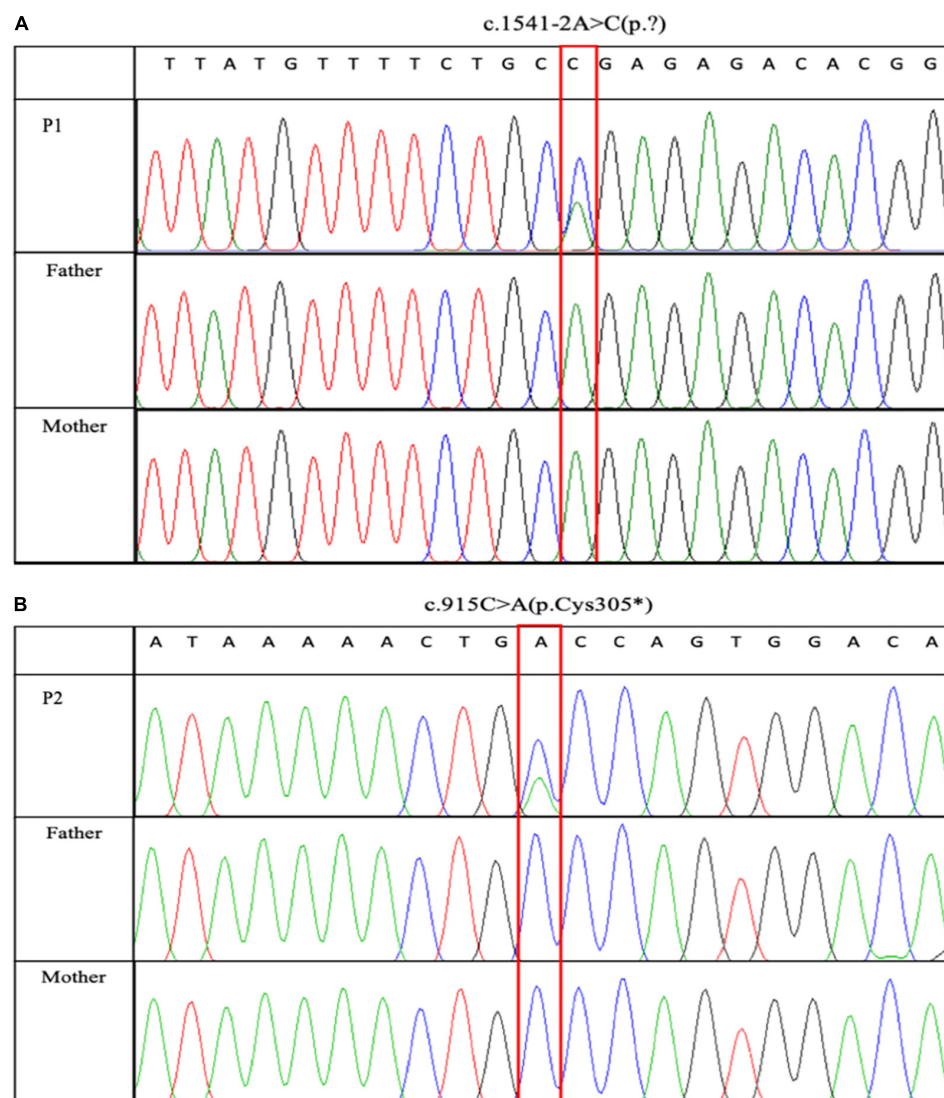 A
c.1541-2A>C(p.?)
T T A T G T T T T C T G C C G A G A G A C A C G G
P1
Father
Mother
B
c.915C>A(p.Cys305*)
A T A A A A A C T G A C C A G T G G A C A
P2
Father
Mother